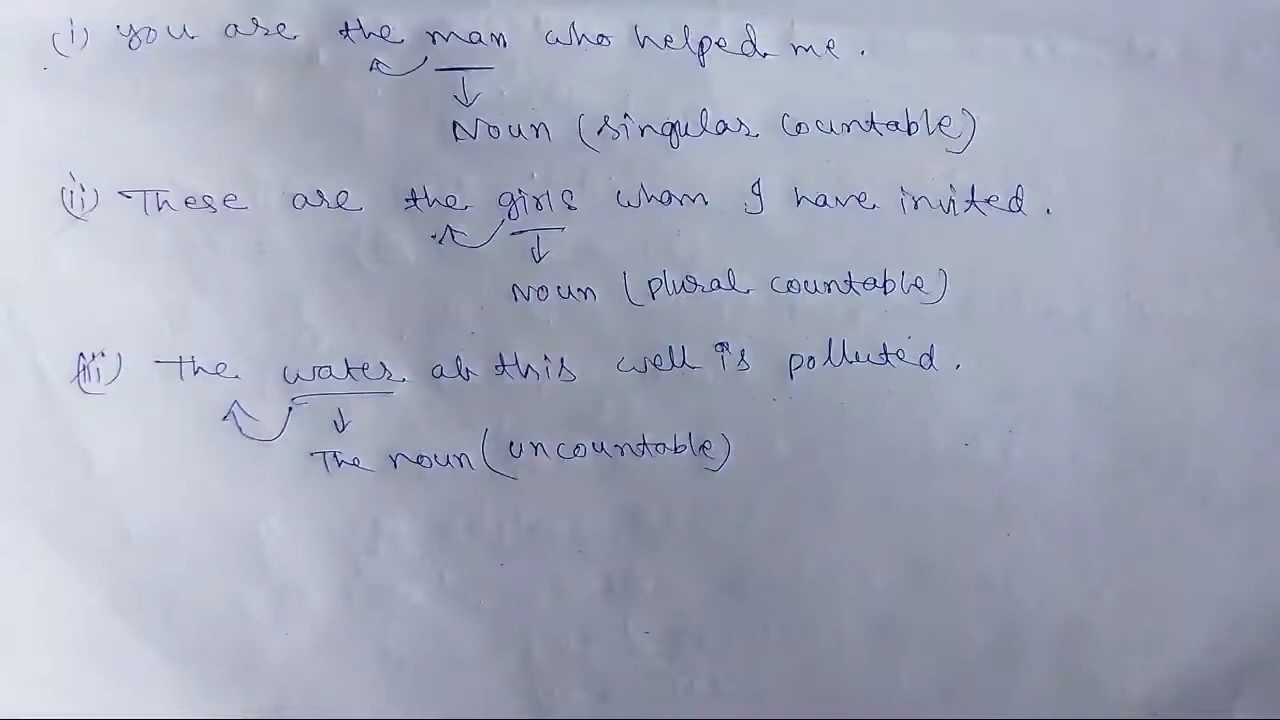 (i) you are the man who helped me.
Noun (singular countable)
(ii) These are the girls whom I have invited.
Noun (plural countable)
(iii) The water of this well is polluted.
The noun (uncountable)